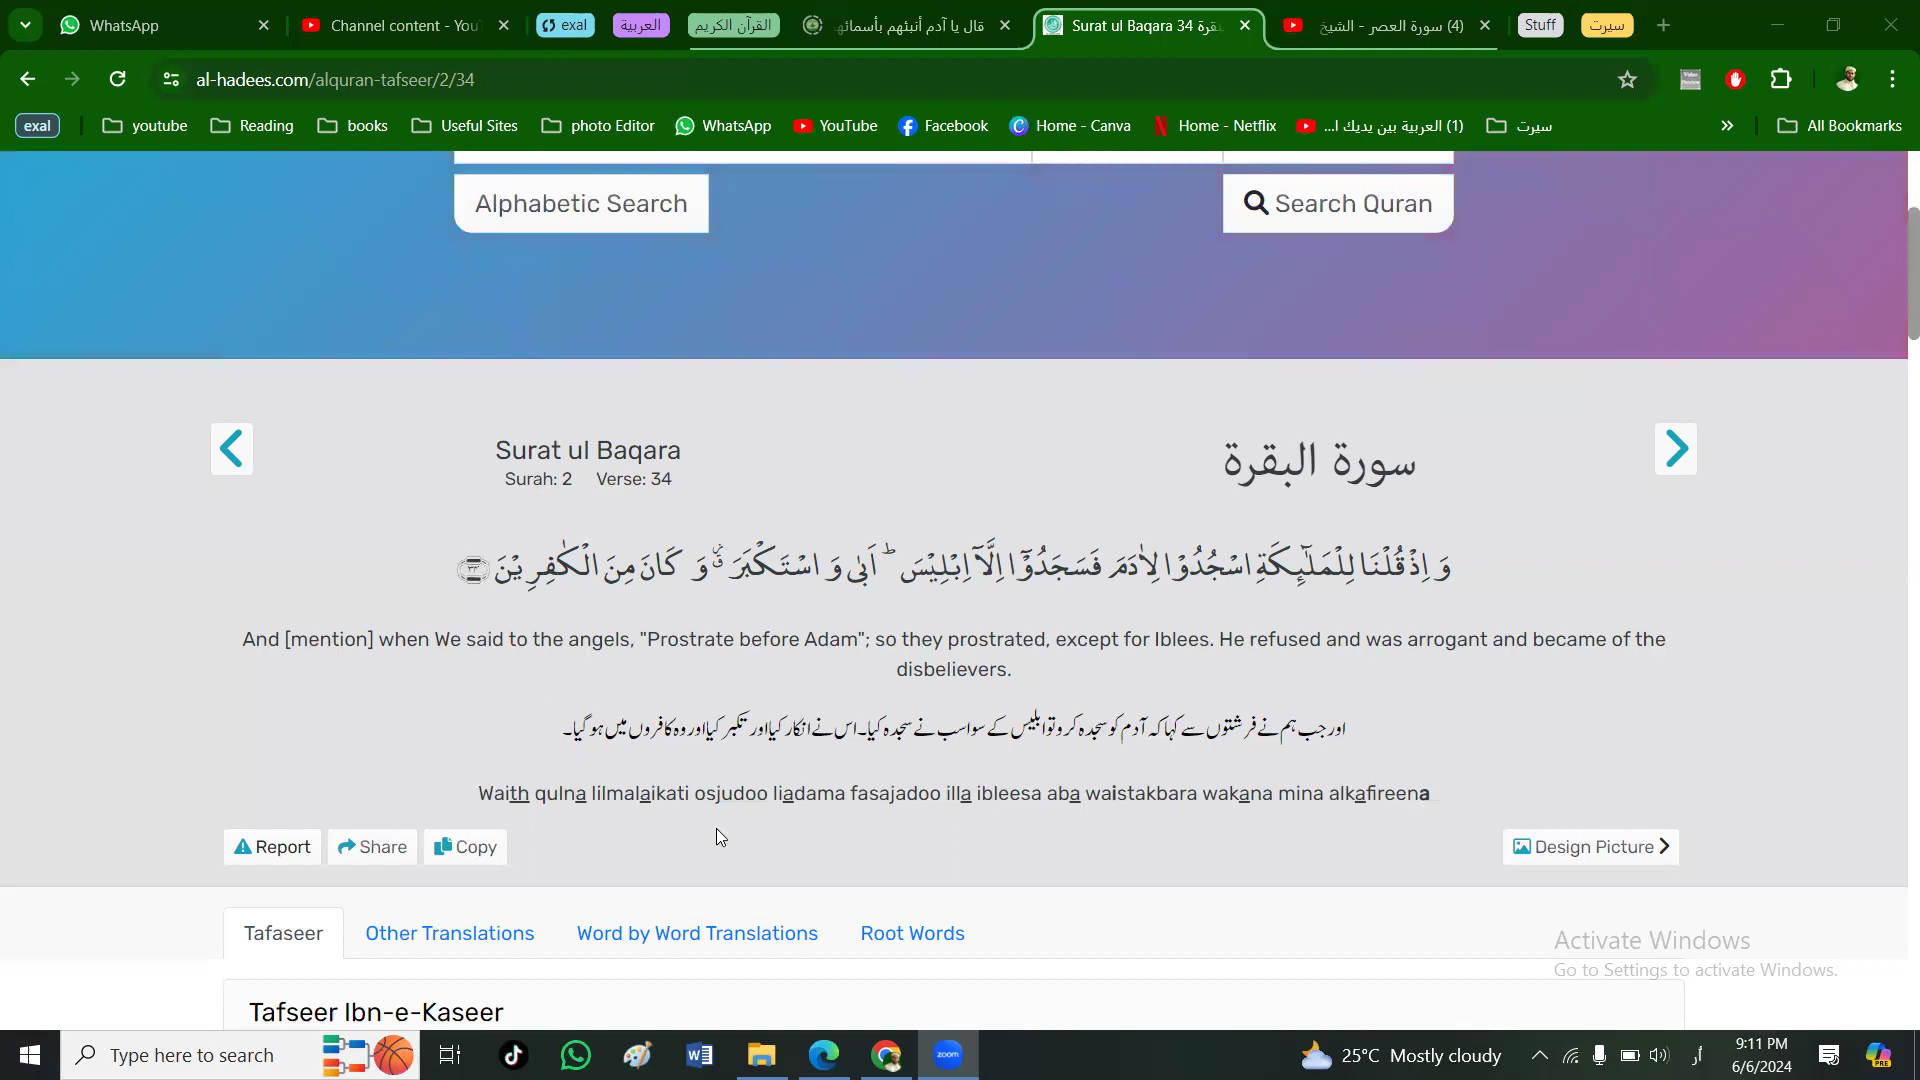 WhatsApp
Channel content - You
exal
العربية
القرآن الكريم
قال يا آدم أنبئهم بأسمائه
Surat ul Baqara 34
(4) سورة العصر - الشيخ
Stuff
سيرت
al-hadees.com/alquran-tafseer/2/34
exal
youtube
Reading
books
Useful Sites
photo Editor
WhatsApp
YouTube
Facebook
Home - Canva
Home - Netflix
(1) العربية بين يديك ا...
سيرت
All Bookmarks
Alphabetic Search
Search Quran
Surat ul Baqara
Surah: 2 Verse: 34
سورة البقرة
وَ اِذْ قُلْنَا لِلْمَلٰٓىِٕكَةِ اسْجُدُوْا لِاٰدَمَ فَسَجَدُوْۤا اِلَّاۤ اِبْلِیْسَ ؕ اَبٰى وَ اسْتَكْبَرَ ٘ۗ وَ كَانَ مِنَ الْكٰفِرِیْنَ ﴿۳۴﴾
And [mention] when We said to the angels, "Prostrate before Adam"; so they prostrated, except for Iblees. He refused and was arrogant and became of the
disbelievers.
اور جب ہم نے فرشتوں سے کہا کہ آدم کو سجدہ کرو تو ابلیس کے سوا سب نے سجدہ کیا۔ اس نے انکار کیا اور تکبر کیا اور وہ کافروں میں ہو گیا۔
Waith qulna lilmalaikati osjudoo liadama fasajadoo illa ibleesa aba waistakbara wakana mina alkafireena
Report
Share
Copy
Design Picture
Tafaseer
Other Translations
Word by Word Translations
Root Words
Activate Windows
Go to Settings to activate Windows.
Tafseer Ibn-e-Kaseer
Type here to search
zoom
25°C Mostly cloudy
9:11 PM
6/6/2024